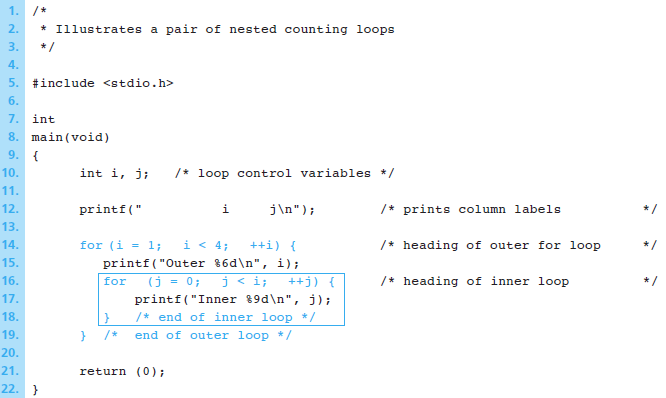 1. /*
2.  * Illustrates a pair of nested counting loops
3.  */
4.
5. #include <stdio.h>
6.
7. int
8. main(void)
9. {
10.       int i, j;   /* loop control variables */
11.
12.       printf("          i     j\n");        /* prints column labels          */
13.
14.       for (i = 1;  i < 4;  ++i) {           /* heading of outer for loop     */
15.          printf("Outer %6d\n", i);
16.          for  (j = 0;  j < i;  ++j) {       /* heading of inner loop         */
17.              printf("Inner %9d\n", j);
18.          }   /* end of inner loop */
19.       }  /*  end of outer loop */
20.
21.       return (0);
22. }